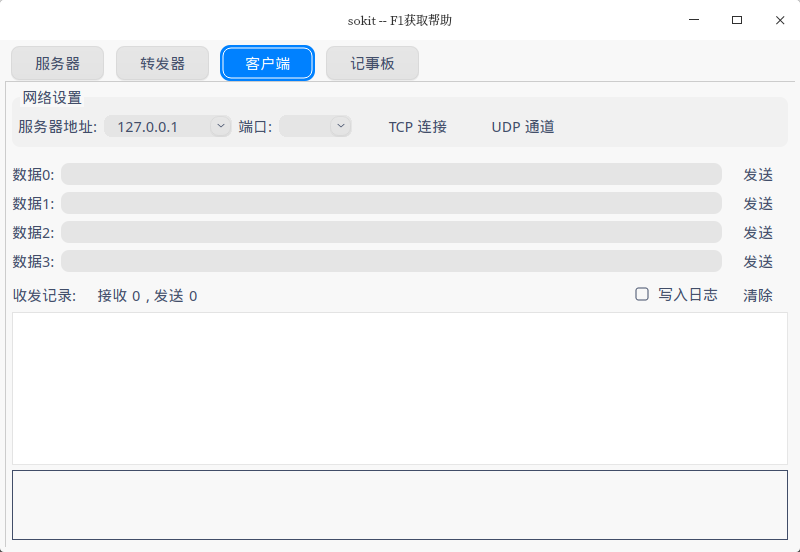 sokit -- F1获取帮助
服务器 转发器 客户端 记事板
网络设置
服务器地址: 127.0.0.1 端口: TCP 连接 UDP 通道
数据0: 发送
数据1: 发送
数据2: 发送
数据3: 发送
收发记录: 接收 0 , 发送 0 写入日志 清除